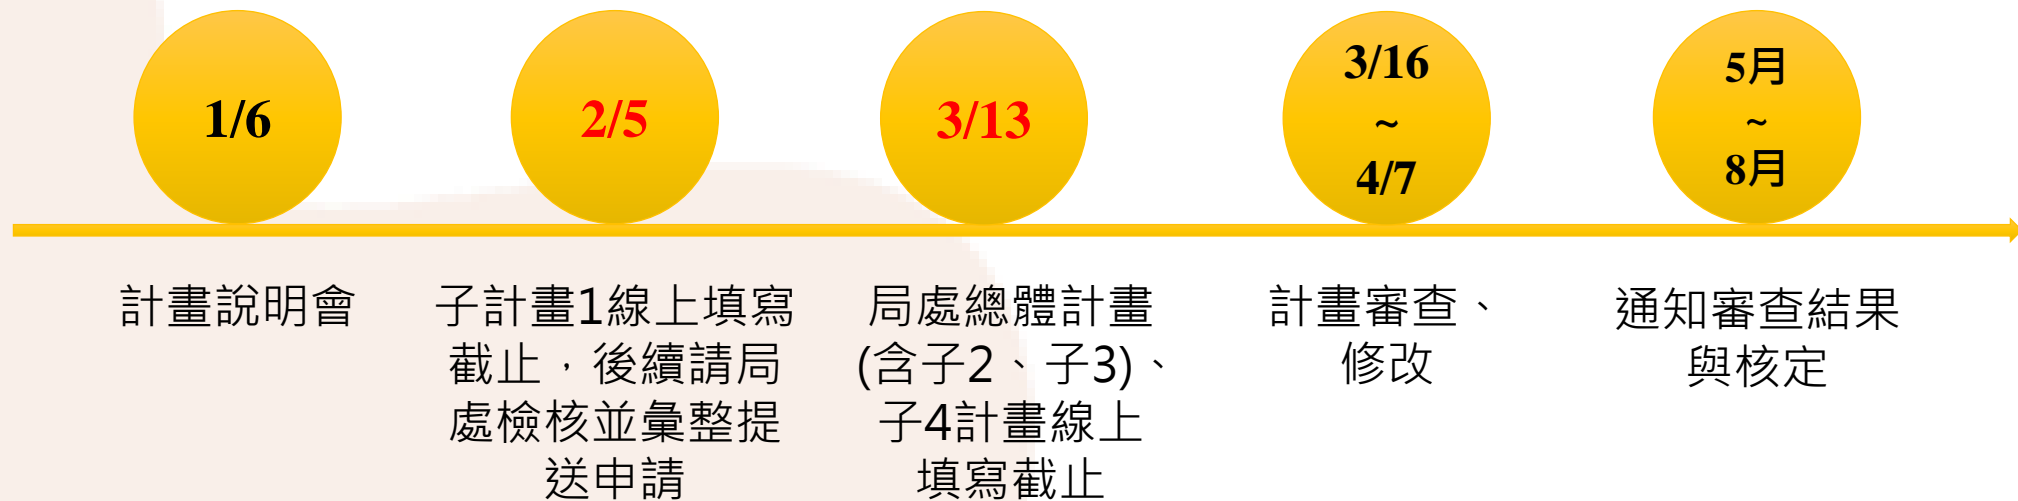 1/6
計畫說明會
2/5
子計畫1線上填寫
截止，後續請局
處檢核並彙整提
送申請
3/13
局處總體計畫
(含子2、子3)、
子4計畫線上
填寫截止
3/16
~
4/7
計畫審查、
修改
5月
~
8月
通知審查結果
與核定